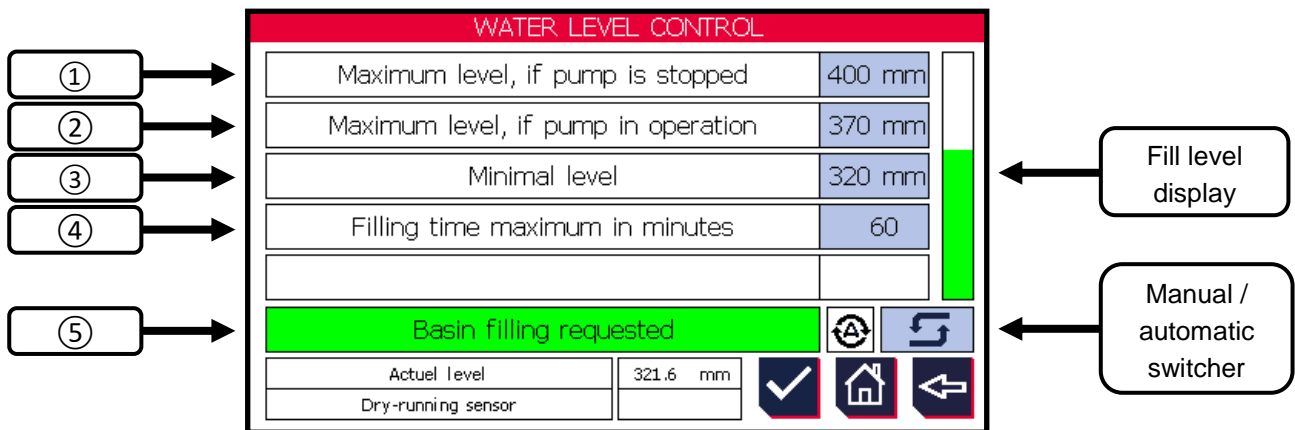 WATER LEVEL CONTROL
① Maximum level, if pump is stopped 400 mm
② Maximum level, if pump in operation 370 mm
③ Minimal level 320 mm
④ Filling time maximum in minutes 60
Fill level
display
⑤ Basin filling requested A
Manual /
automatic
switcher
Actuel level 321.6 mm
Dry-running sensor